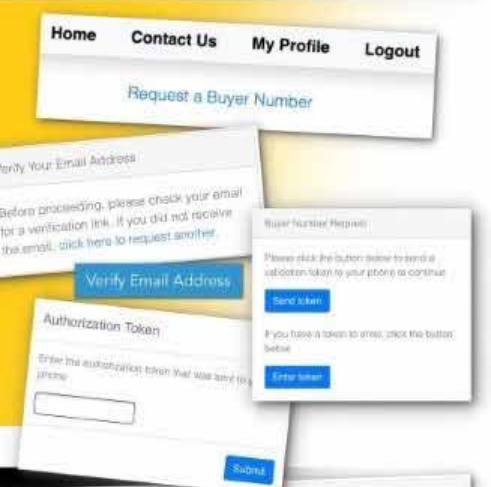 Home Contact Us My Profile Logout
Request a Buyer Number
Verify Your Email Address
Before proceeding, please check your email
for a verification link. If you did not receive
the email, click here to request another.
Verify Email Address
Buyer Number Request
Please click the button below to send a
validation token to your phone to continue
Send token
If you have a token to enter, click the button
below
Enter token
Authorization Token
Enter the authorization token that was sent to
phone
Submit